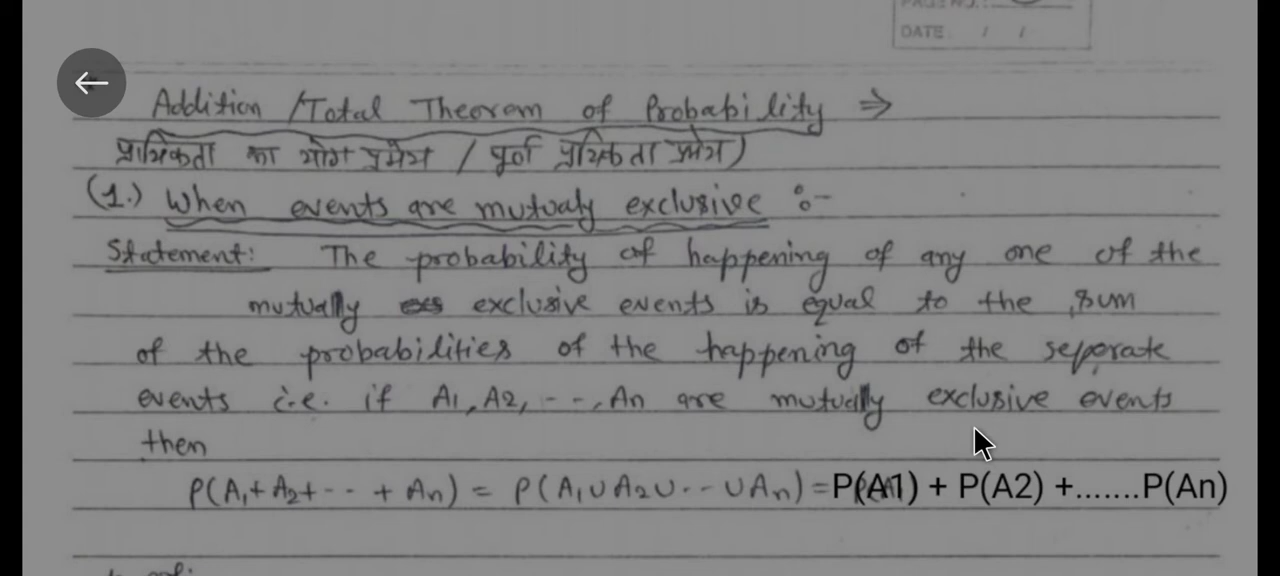 DATE / /
Addition /Total Theorem of Probability ⇒
प्रायिकता का योग प्रमेय / पूर्ण
(1.) When events are mutualy exclusive :-
Statement: The probability of happening of any one of the
mutually exclusive events is equal to the sum
of the probabilities of the happening of the seperate
events i.e. if A1, A2, - -, An are mutually exclusive events
then
P(A1+A2+-- + An) = P(A1∪A2∪--∪An) =P(A1) + P(A2) +.......P(An)